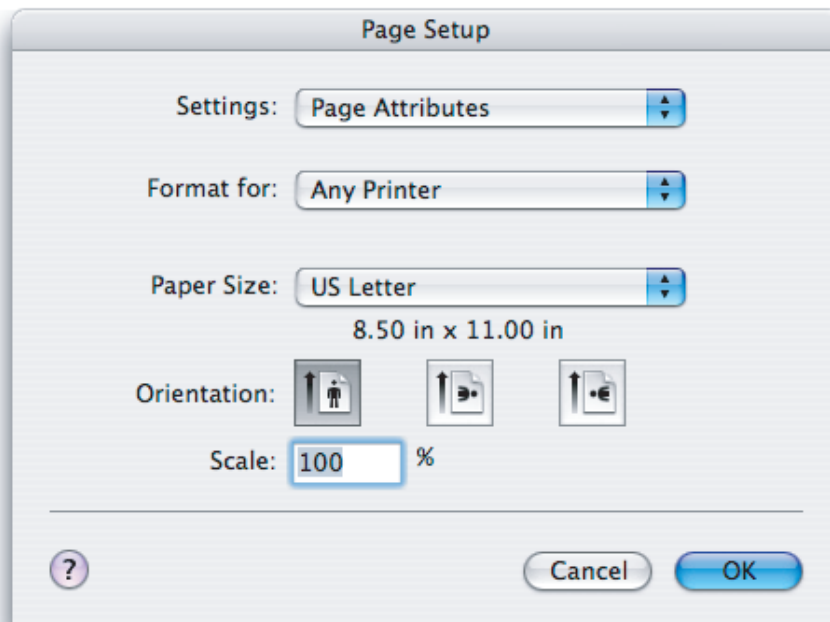 Page Setup
Settings: Page Attributes
Format for: Any Printer
Paper Size: US Letter
8.50 in x 11.00 in
Orientation:
Scale: 100 %
? Cancel OK